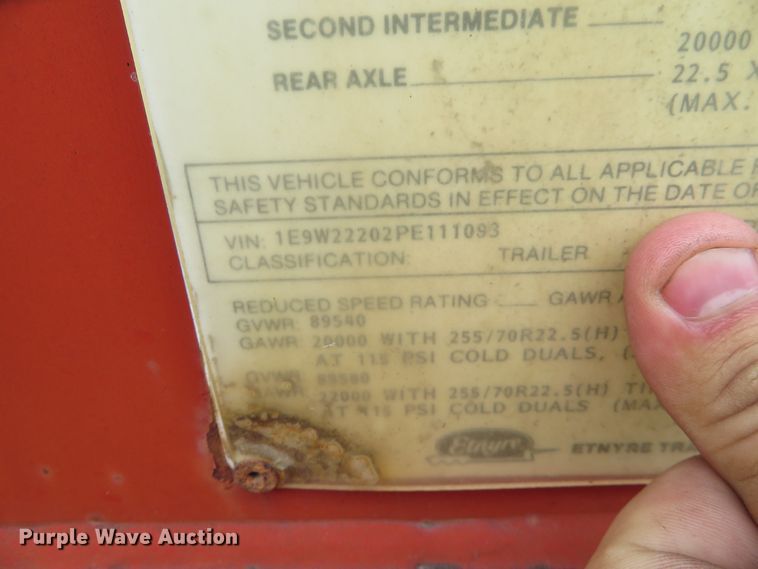 SECOND INTERMEDIATE
20000
REAR AXLE 22.5 X
(MAX.
THIS VEHICLE CONFORMS TO ALL APPLICABLE
SAFETY STANDARDS IN EFFECT ON THE DATE OF
VIN: 1E9W22202PE111093
CLASSIFICATION: TRAILER
REDUCED SPEED RATING GAWR
GVWR: 89540
GAWR 20000 WITH 255/70R22.5(H)
AT 115 PSI COLD DUALS, (
GVWR
GAWR 22000 WITH 255/70R22.5(H) TI
AT 115 PSI COLD DUALS (MAX
Etnyre ETNYRE TRA
Purple Wave Auction